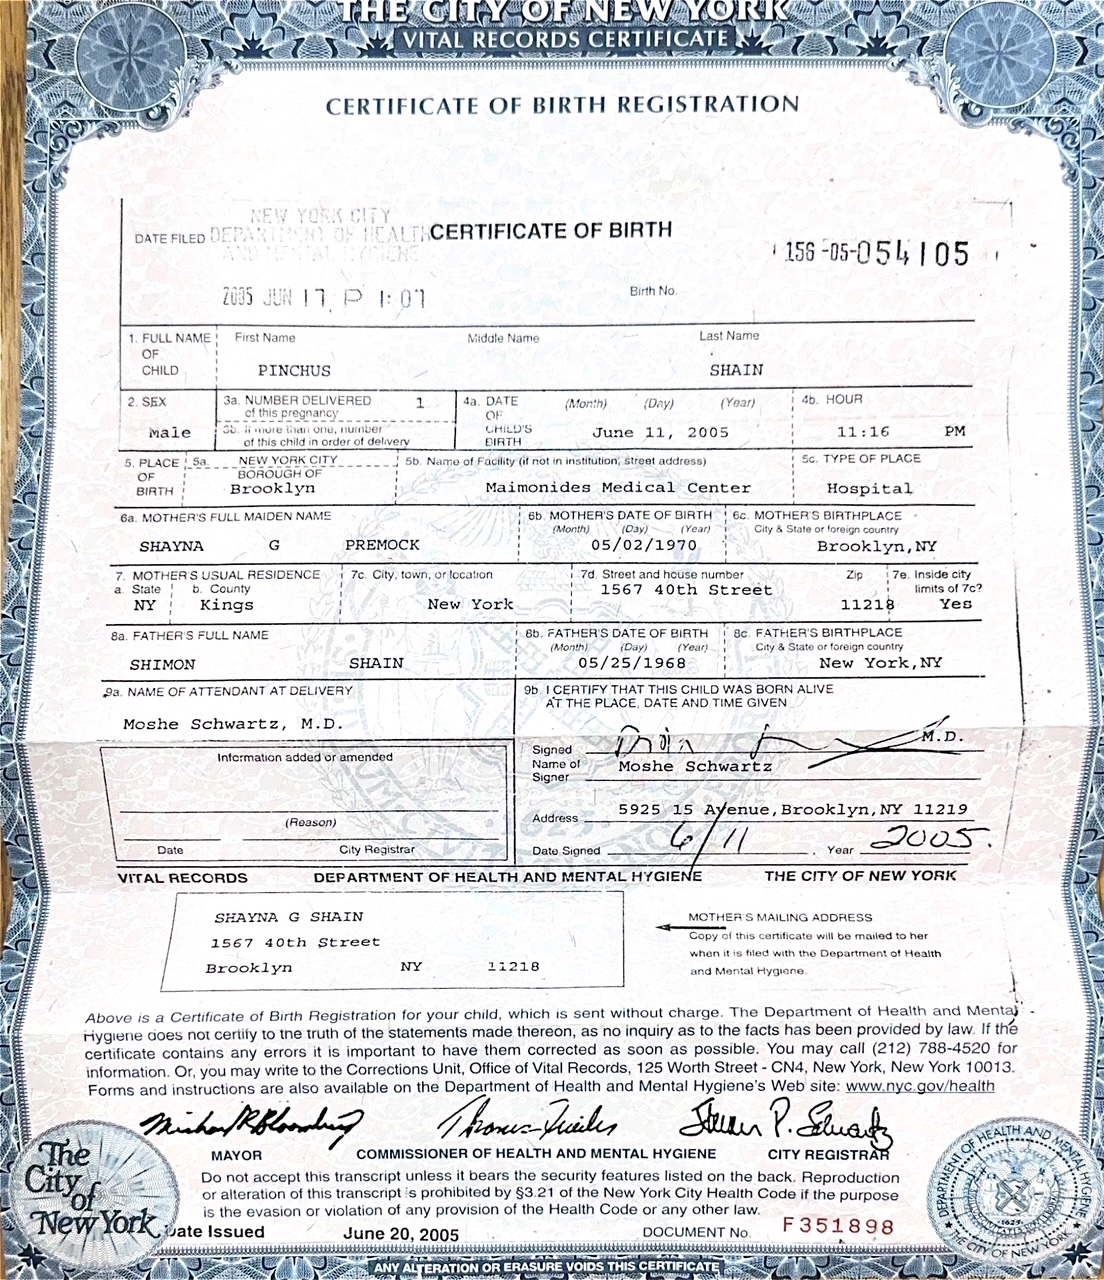 THE CITY OF NEW YORK
VITAL RECORDS CERTIFICATE
CERTIFICATE OF BIRTH REGISTRATION
NEW YORK CITY
DATE FILED DEPARTMENT OF HEALTH CERTIFICATE OF BIRTH
AND MENTAL HYGIENE
156-05-054105
2005 JUN 17 P 1:07
Birth No.
1. FULL NAME OF CHILD First Name Middle Name Last Name
PINCHUS SHAIN
2. SEX 3a. NUMBER DELIVERED of this pregnancy 1 4a. DATE OF CHILD'S BIRTH (Month) (Day) (Year) 4b. HOUR
Male 3b. If more than one, number of this child in order of delivery June 11, 2005 11:16 PM
5. PLACE OF BIRTH 5a. NEW YORK CITY BOROUGH OF 5b. Name of Facility (if not in institution, street address) 5c. TYPE OF PLACE
Brooklyn Maimonides Medical Center Hospital
6a. MOTHER'S FULL MAIDEN NAME 6b. MOTHER'S DATE OF BIRTH 6c. MOTHER'S BIRTHPLACE
(Month) (Day) (Year) City & State or foreign country
SHAYNA G PREMOCK 05/02/1970 Brooklyn,NY
7. MOTHER'S USUAL RESIDENCE 7c. City, town, or location 7d. Street and house number Zip 7e. Inside city limits of 7c?
a. State b. County 1567 40th Street
NY Kings New York 11218 Yes
8a. FATHER'S FULL NAME 8b. FATHER'S DATE OF BIRTH 8c. FATHER'S BIRTHPLACE
(Month) (Day) (Year) City & State or foreign country
SHIMON SHAIN 05/25/1968 New York,NY
9a. NAME OF ATTENDANT AT DELIVERY 9b. I CERTIFY THAT THIS CHILD WAS BORN ALIVE
AT THE PLACE, DATE AND TIME GIVEN
Moshe Schwartz, M.D.
Information added or amended
Signed M.D.
Name of Signer Moshe Schwartz
(Reason)
Address 5925 15 Avenue,Brooklyn,NY 11219
Date City Registrar
Date Signed 6/11 Year 2005.
VITAL RECORDS DEPARTMENT OF HEALTH AND MENTAL HYGIENE THE CITY OF NEW YORK
SHAYNA G SHAIN
1567 40th Street
Brooklyn NY 11218
MOTHER'S MAILING ADDRESS
Copy of this certificate will be mailed to her
when it is filed with the Department of Health
and Mental Hygiene.
Above is a Certificate of Birth Registration for your child, which is sent without charge. The Department of Health and Mental
Hygiene does not certify to the truth of the statements made thereon, as no inquiry as to the facts has been provided by law. If the
certificate contains any errors it is important to have them corrected as soon as possible. You may call (212) 788-4520 for
information. Or, you may write to the Corrections Unit, Office of Vital Records, 125 Worth Street - CN4, New York, New York 10013.
Forms and instructions are also available on the Department of Health and Mental Hygiene's Web site: www.nyc.gov/health
MAYOR COMMISSIONER OF HEALTH AND MENTAL HYGIENE CITY REGISTRAR
Do not accept this transcript unless it bears the security features listed on the back. Reproduction
or alteration of this transcript is prohibited by §3.21 of the New York City Health Code if the purpose
is the evasion or violation of any provision of the Health Code or any other law.
The City of New York
Date Issued June 20, 2005 DOCUMENT No. F351898
DEPARTMENT OF HEALTH AND MENTAL HYGIENE
1625
THE CITY OF NEW YORK
ANY ALTERATION OR ERASURE VOIDS THIS CERTIFICATE